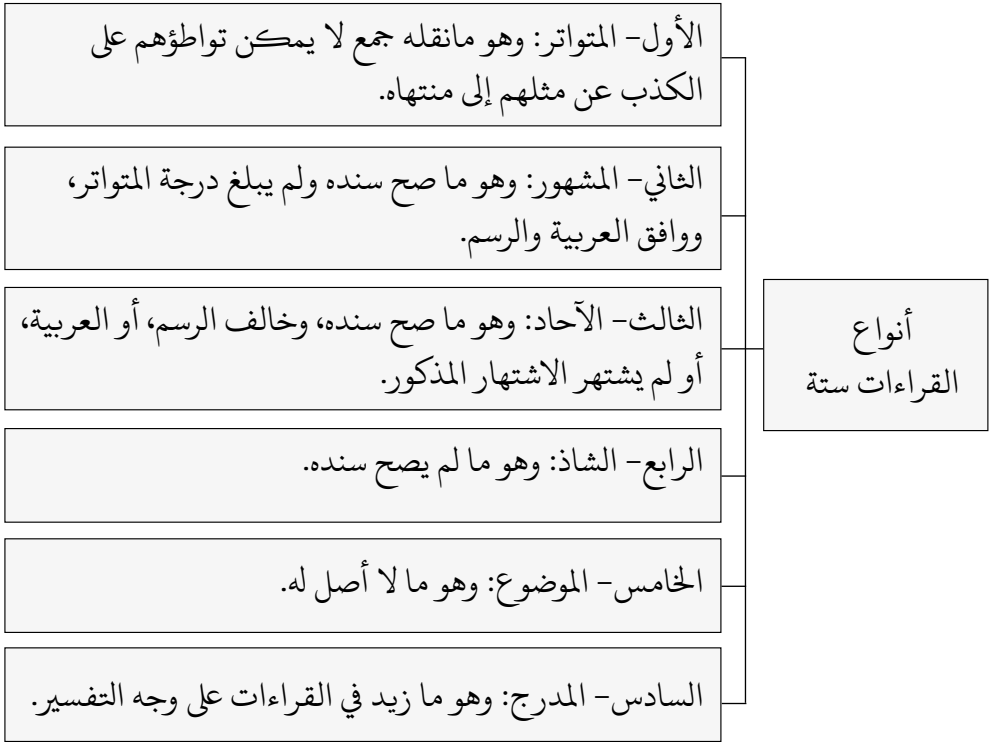 أنواع
القراءات ستة
الأول- المتواتر: وهو مانقله جمع لا يمكن تواطؤهم على
الكذب عن مثلهم إلى منتهاه.
الثاني- المشهور: وهو ما صح سنده ولم يبلغ درجة المتواتر،
ووافق العربية والرسم.
الثالث- الآحاد: وهو ما صح سنده، وخالف الرسم، أو العربية،
أو لم يشتهر الاشتهار المذكور.
الرابع- الشاذ: وهو ما لم يصح سنده.
الخامس- الموضوع: وهو ما لا أصل له.
السادس- المدرج: وهو ما زيد في القراءات على وجه التفسير.